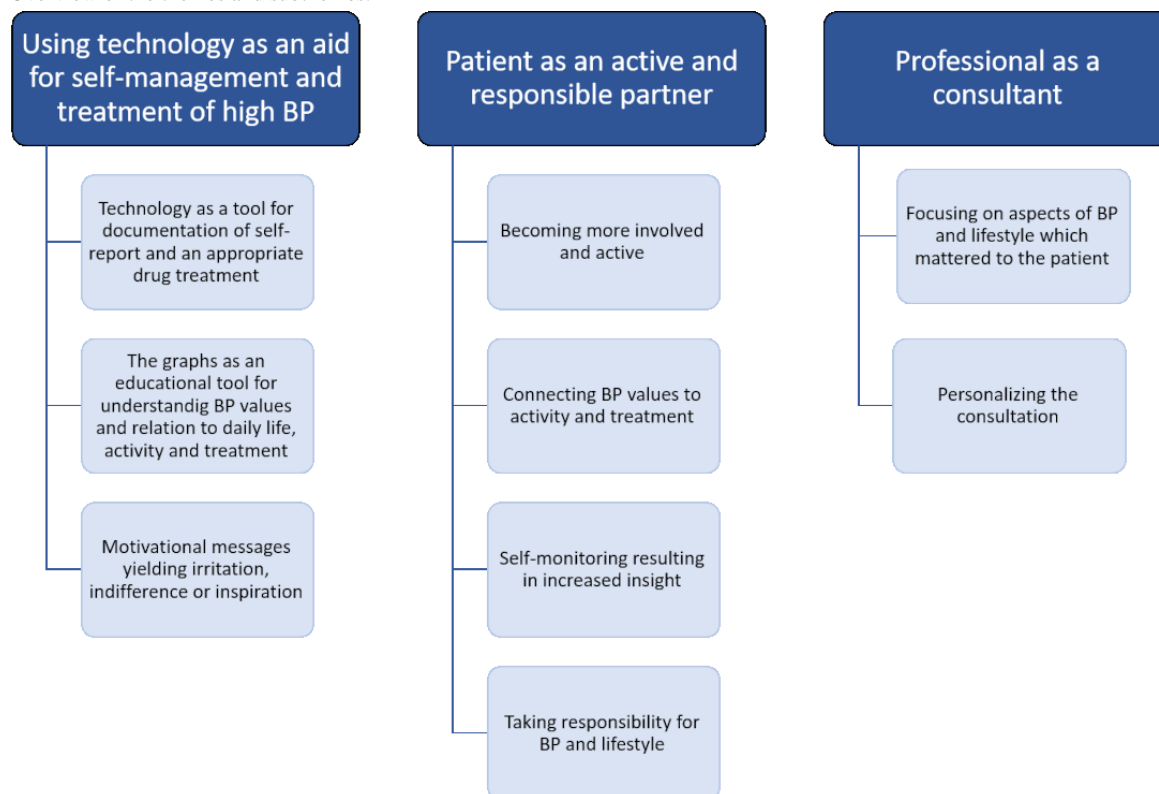 Using technology as an aid
for self-management and
treatment of high BP
Technology as a tool for
documentation of self-
report and an appropriate
drug treatment
The graphs as an
educational tool for
understandig BP values
and relation to daily life,
activity and treatment
Motivational messages
yielding irritation,
indifference or inspiration
Patient as an active and
responsible partner
Becoming more involved
and active
Connecting BP values to
activity and treatment
Self-monitoring resulting
in increased insight
Taking responsibility for
BP and lifestyle
Professional as a
consultant
Focusing on aspects of BP
and lifestyle which
mattered to the patient
Personalizing the
consultation